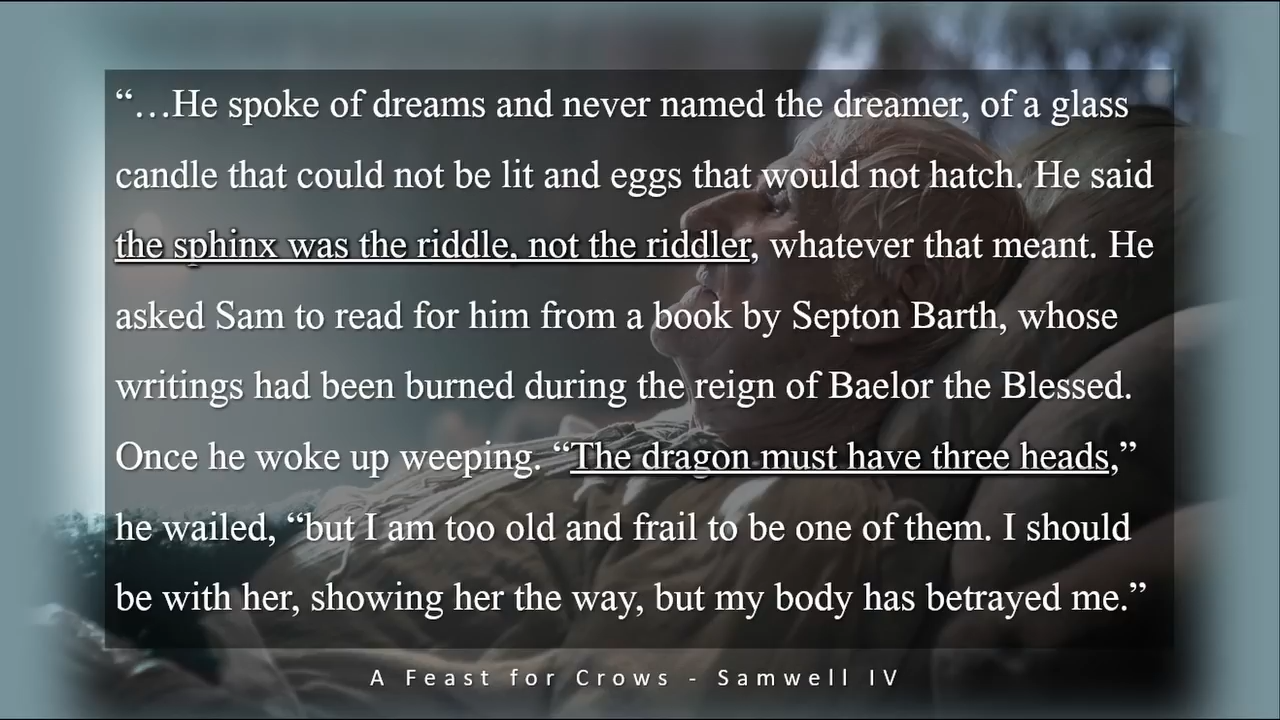 “…He spoke of dreams and never named the dreamer, of a glass
candle that could not be lit and eggs that would not hatch. He said
the sphinx was the riddle, not the riddler, whatever that meant. He
asked Sam to read for him from a book by Septon Barth, whose
writings had been burned during the reign of Baelor the Blessed.
Once he woke up weeping. “The dragon must have three heads,”
he wailed, “but I am too old and frail to be one of them. I should
be with her, showing her the way, but my body has betrayed me.”
A Feast for Crows - Samwell IV